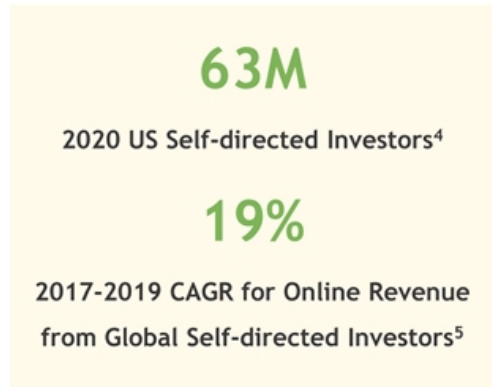 63M
2020 US Self-directed Investors⁴
19%
2017-2019 CAGR for Online Revenue
from Global Self-directed Investors⁵